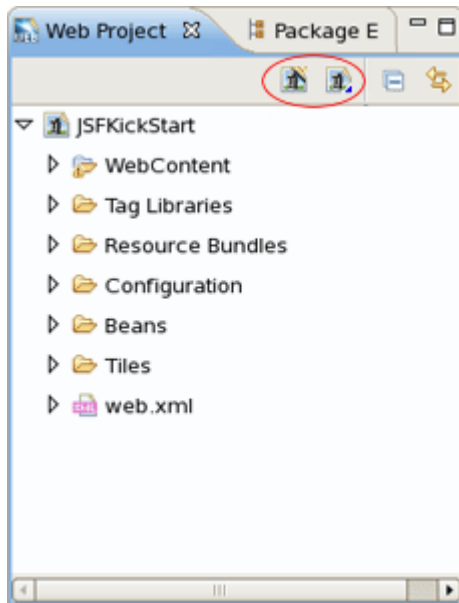 Web Project Package E
JSFKickStart
WebContent
Tag Libraries
Resource Bundles
Configuration
Beans
Tiles
web.xml